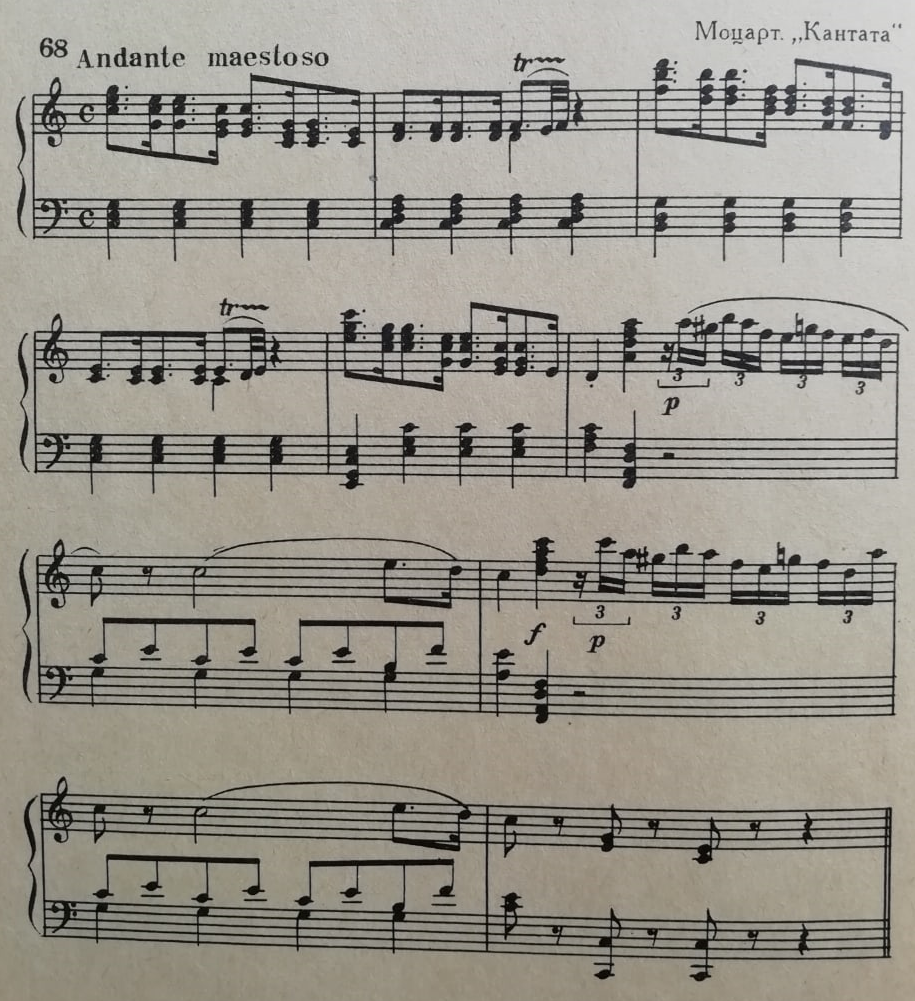 Моцарт. „Кантата“
68 Andante maestoso
tr
tr
3 3 3 3
p
3 3 3 3
f p